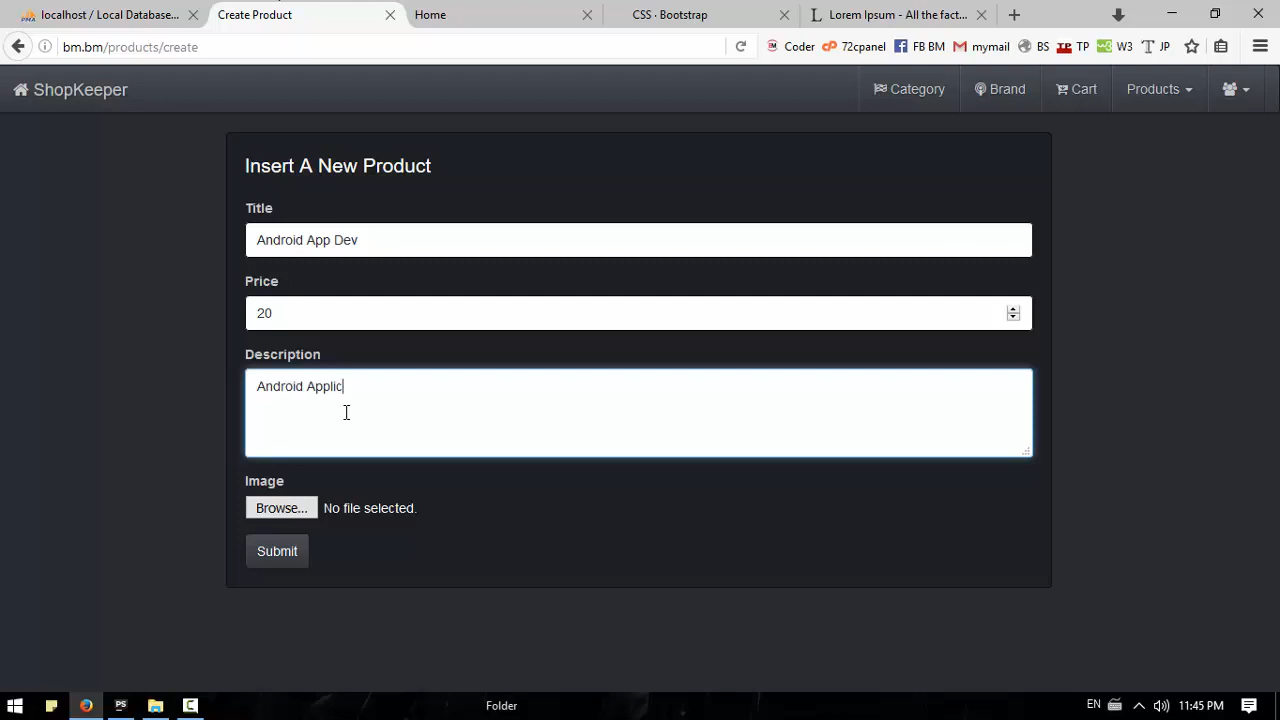 localhost / Local Database...
Create Product
Home
CSS · Bootstrap
Lorem Ipsum - All the fact...
bm.bm/products/create
Coder
72cpanel
FB BM
mymail
BS
TP
W3
JP
ShopKeeper
Category
Brand
Cart
Products
Insert A New Product
Title
Android App Dev
Price
20
Description
Android Applic
Image
Browse... No file selected.
Submit
Folder
EN
11:45 PM